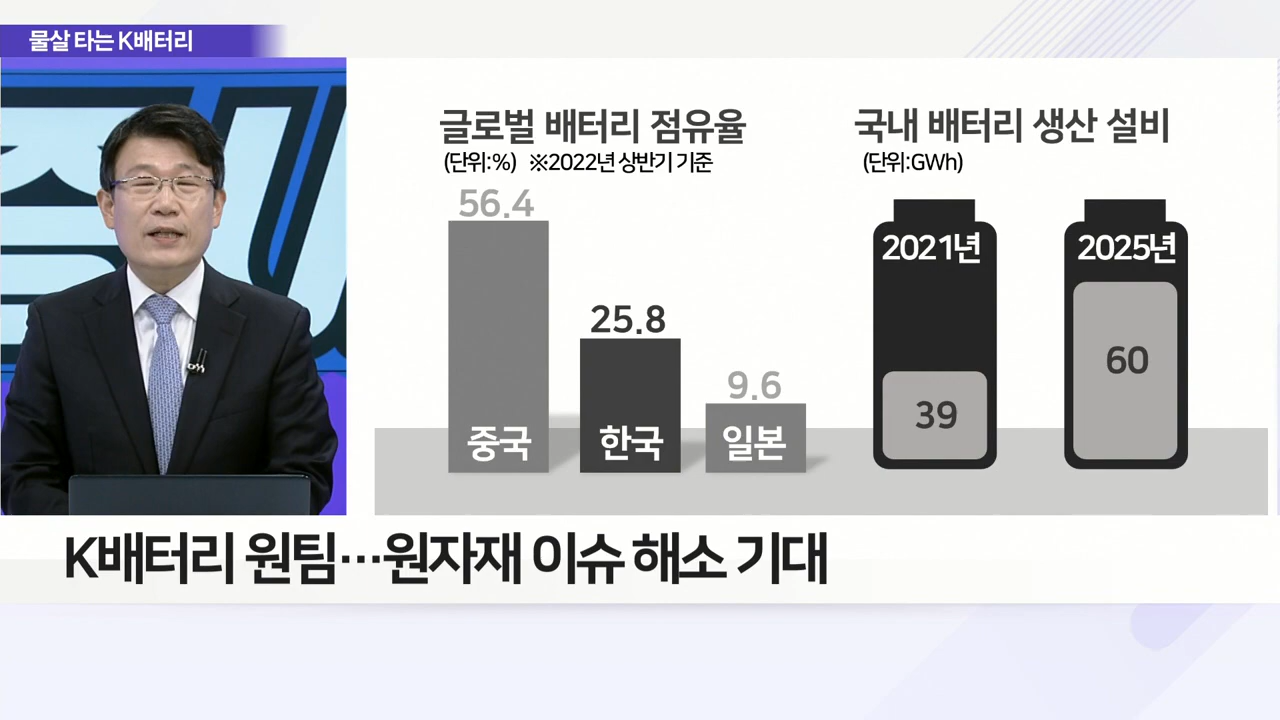 물살 타는 K배터리
글로벌 배터리 점유율
(단위:%) ※2022년 상반기 기준
56.4
25.8
9.6
중국
한국
일본
국내 배터리 생산 설비
(단위:GWh)
2021년
2025년
39
60
K배터리 원팀…원자재 이슈 해소 기대